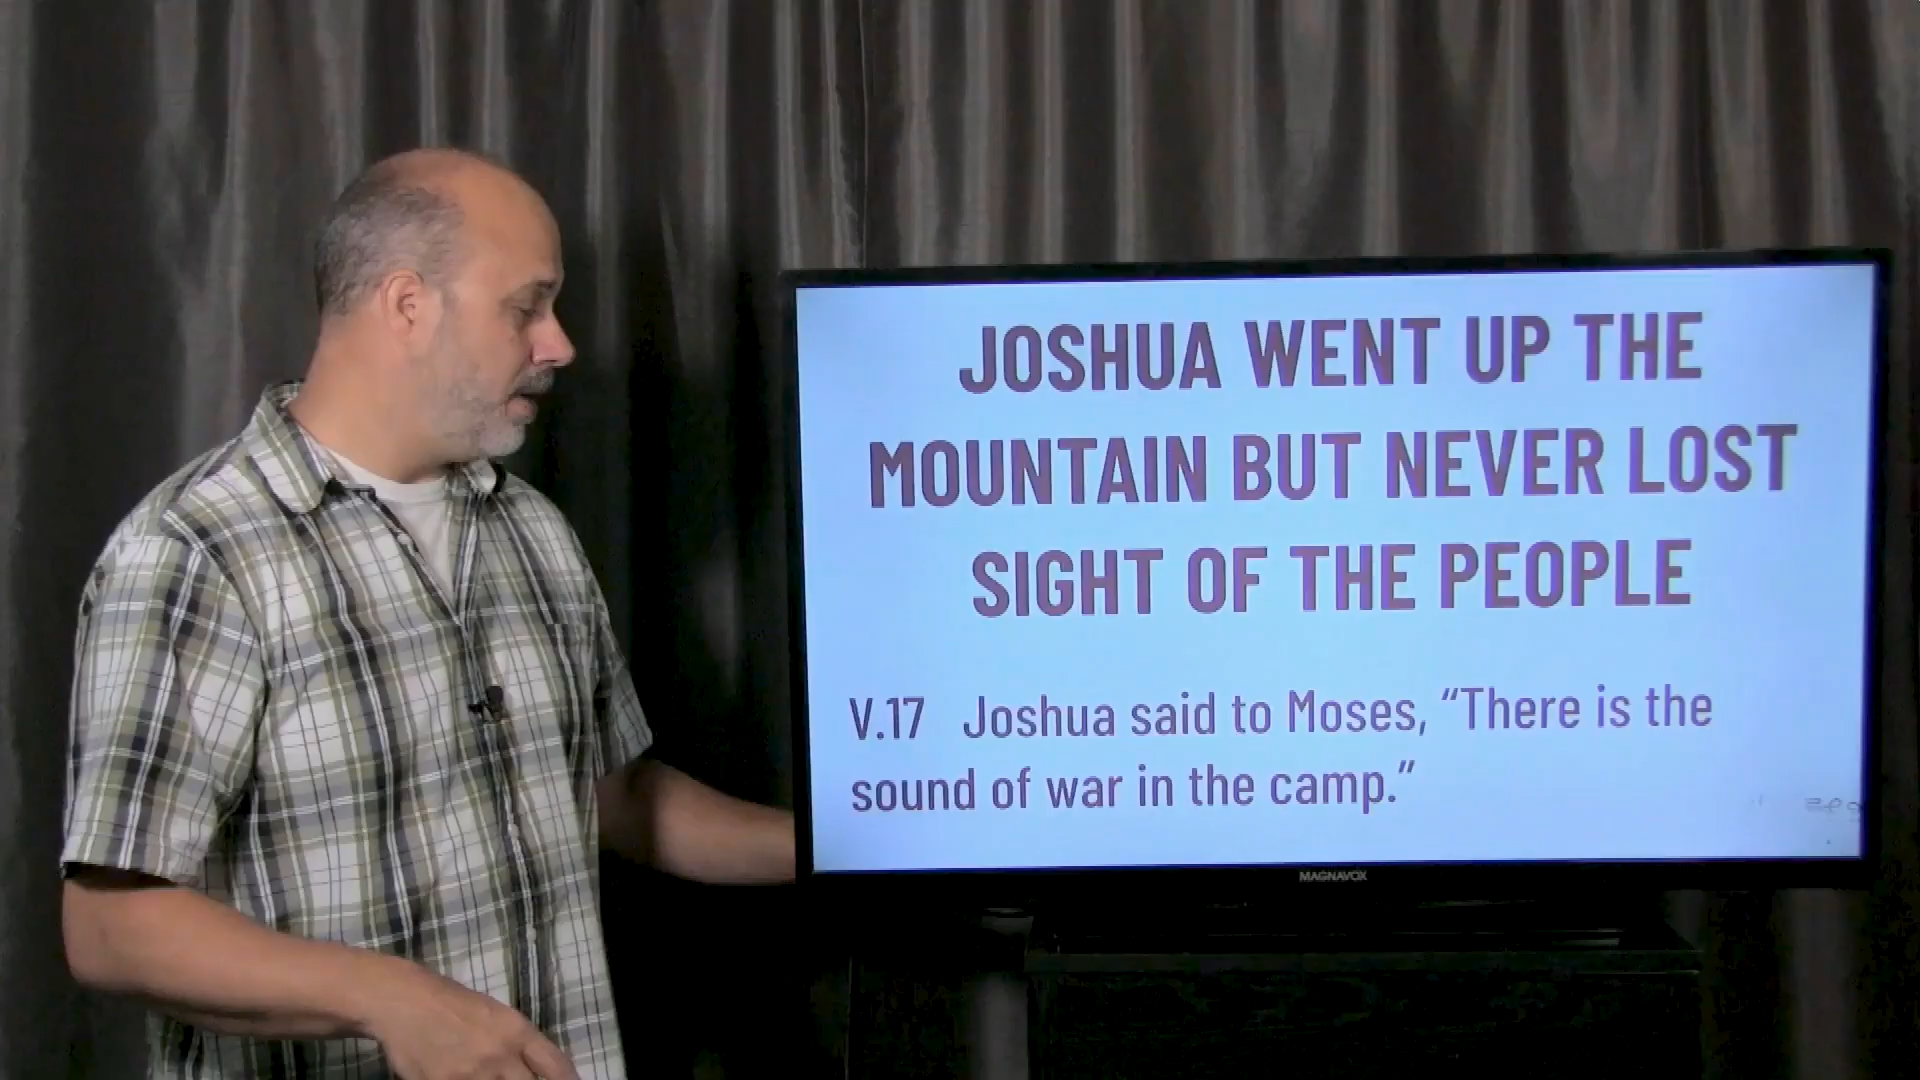 JOSHUA WENT UP THE
MOUNTAIN BUT NEVER LOST
SIGHT OF THE PEOPLE
V.17 Joshua said to Moses, “There is the
sound of war in the camp.”
MAGNAVOX